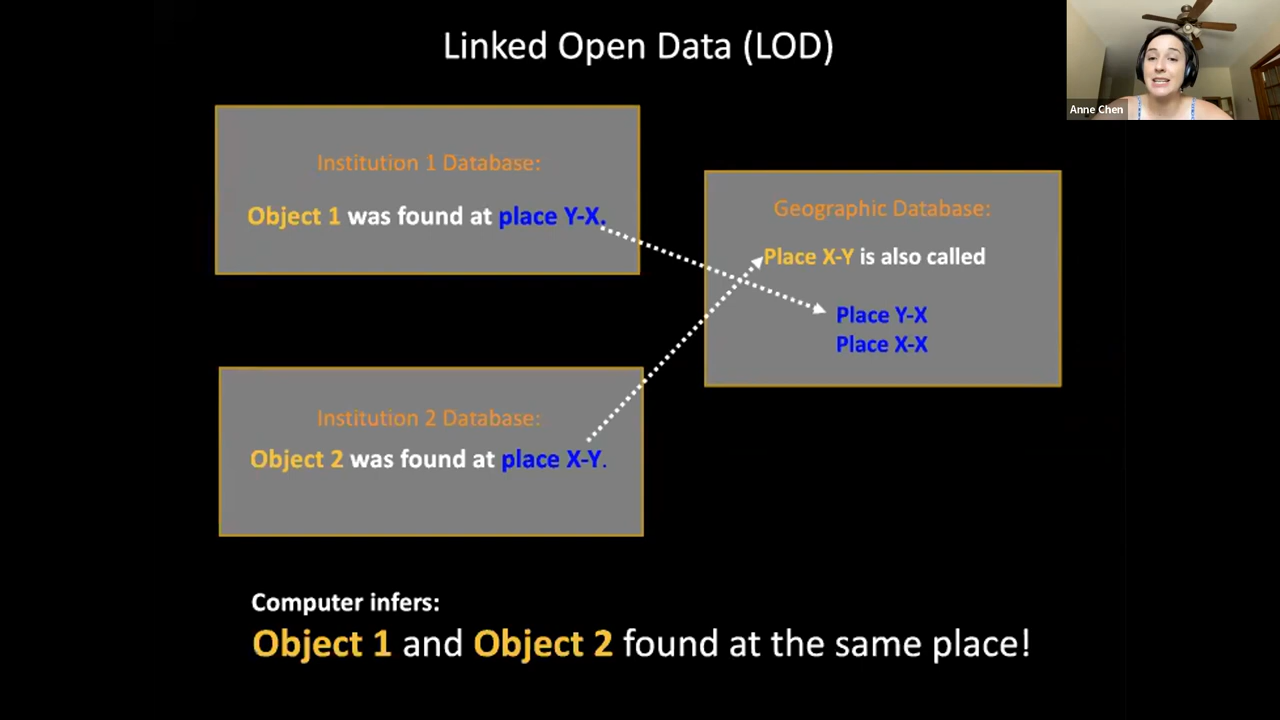 Linked Open Data (LOD)
Anne Chen
Institution 1 Database:
Object 1 was found at place Y-X.
Geographic Database:
Place X-Y is also called
Place Y-X
Place X-X
Institution 2 Database:
Object 2 was found at place X-Y.
Computer infers:
Object 1 and Object 2 found at the same place!